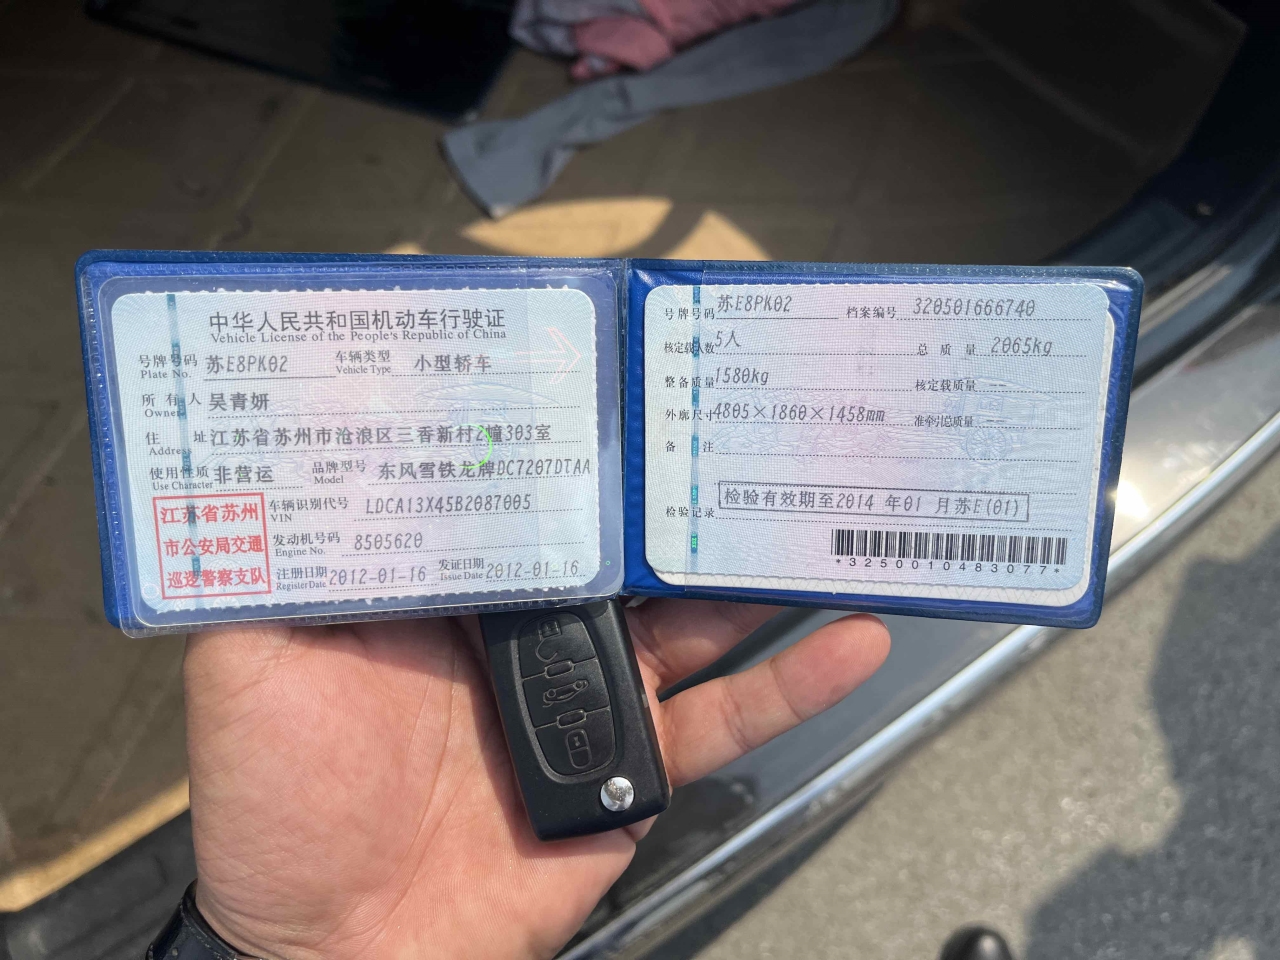 中华人民共和国机动车行驶证
Vehicle License of the People's Republic of China
号牌号码 苏E8PK02 车辆类型 小型轿车
Plate No. Vehicle Type
所有人 吴青妍
Owner
住址 江苏省苏州市沧浪区三香新村2幢303室
Address
使用性质 非营运 品牌型号 东风雪铁龙牌DC7207DTAA
Use Character Model
江苏省苏州
市公安局交通
巡逻警察支队
车辆识别代号 LDCA13X45B2087005
VIN
发动机号码 8505620
Engine No.
注册日期 2012-01-16 发证日期 2012-01-16
Register Date Issue Date
号牌号码 苏E8PK02 档案编号 320501666740
核定载人数 5人 总质量 2065kg
整备质量 1580kg 核定载质量 --
外廓尺寸 4805×1860×1458mm 准牵引总质量 --
备注
检验记录 检验有效期至2014 年01 月苏E(01)
*3250010483077*